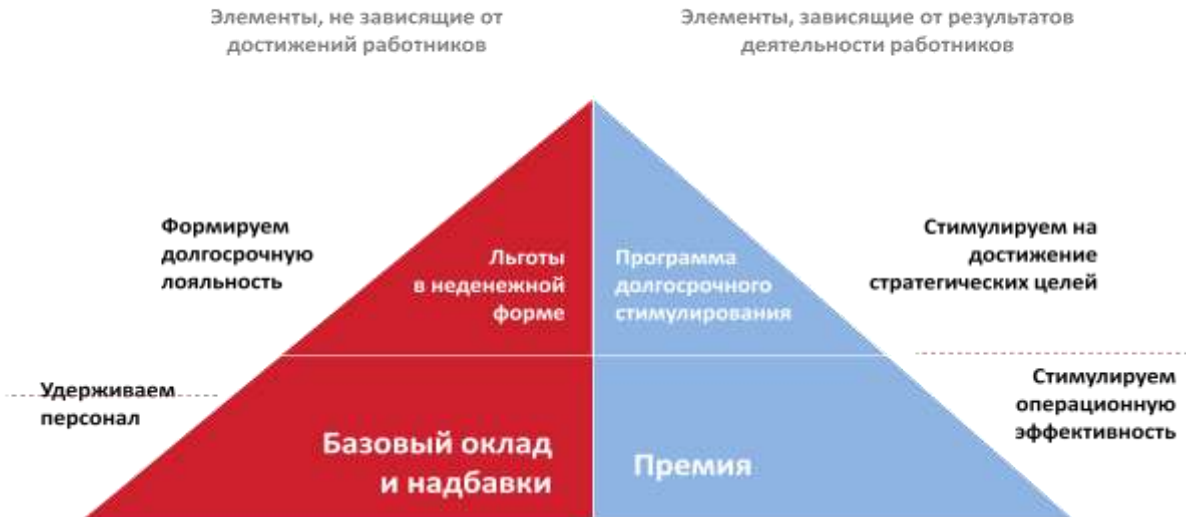 Элементы, не зависящие от
достижений работников
Элементы, зависящие от результатов
деятельности работников
Формируем
долгосрочную
лояльность
Льготы
в неденежной
форме
Программа
долгосрочного
стимулирования
Стимулируем на
достижение
стратегических целей
Удерживаем
персонал
Базовый оклад
и надбавки
Премия
Стимулируем
операционную
эффективность